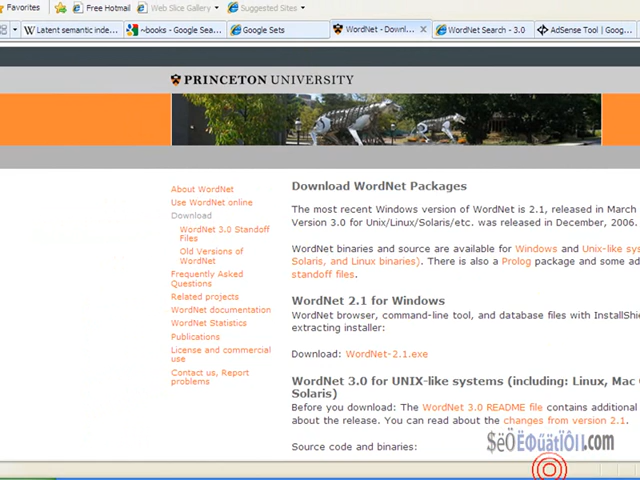 Favorites Free Hotmail Web Slice Gallery Suggested Sites
Latent semantic inde... ~books - Google Sea... Google Sets WordNet - Downl... WordNet Search - 3.0 AdSense Tool | Goog...
PRINCETON UNIVERSITY
About WordNet
Use WordNet online
Download
WordNet 3.0 Standoff
Files
Old Versions of
WordNet
Frequently Asked
Questions
Related projects
WordNet documentation
WordNet Statistics
Publications
License and commercial
use
Contact us, Report
problems
Download WordNet Packages
The most recent Windows version of WordNet is 2.1, released in March
Version 3.0 for Unix/Linux/Solaris/etc. was released in December, 2006.
WordNet binaries and source are available for Windows and Unix-like sy
Solaris, and Linux binaries). There is also a Prolog package and some ad
standoff files.
WordNet 2.1 for Windows
WordNet browser, command-line tool, and database files with InstallShi
extracting installer:
Download: WordNet-2.1.exe
WordNet 3.0 for UNIX-like systems (including: Linux, Mac
Solaris)
Before you download: The WordNet 3.0 README file contains additional
about the release. You can read about the changes from version 2.1.
Source code and binaries: